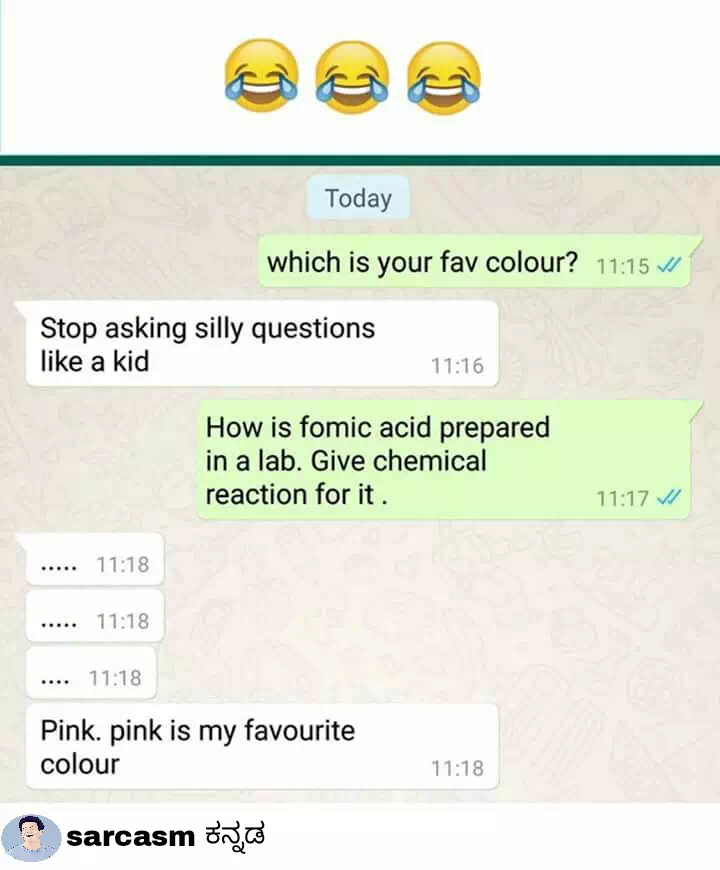 😂😂😂
Today
which is your fav colour? 11:15
Stop asking silly questions
like a kid 11:16
How is fomic acid prepared
in a lab. Give chemical
reaction for it . 11:17
..... 11:18
..... 11:18
.... 11:18
Pink. pink is my favourite
colour 11:18
sarcasm ಕನ್ನಡ